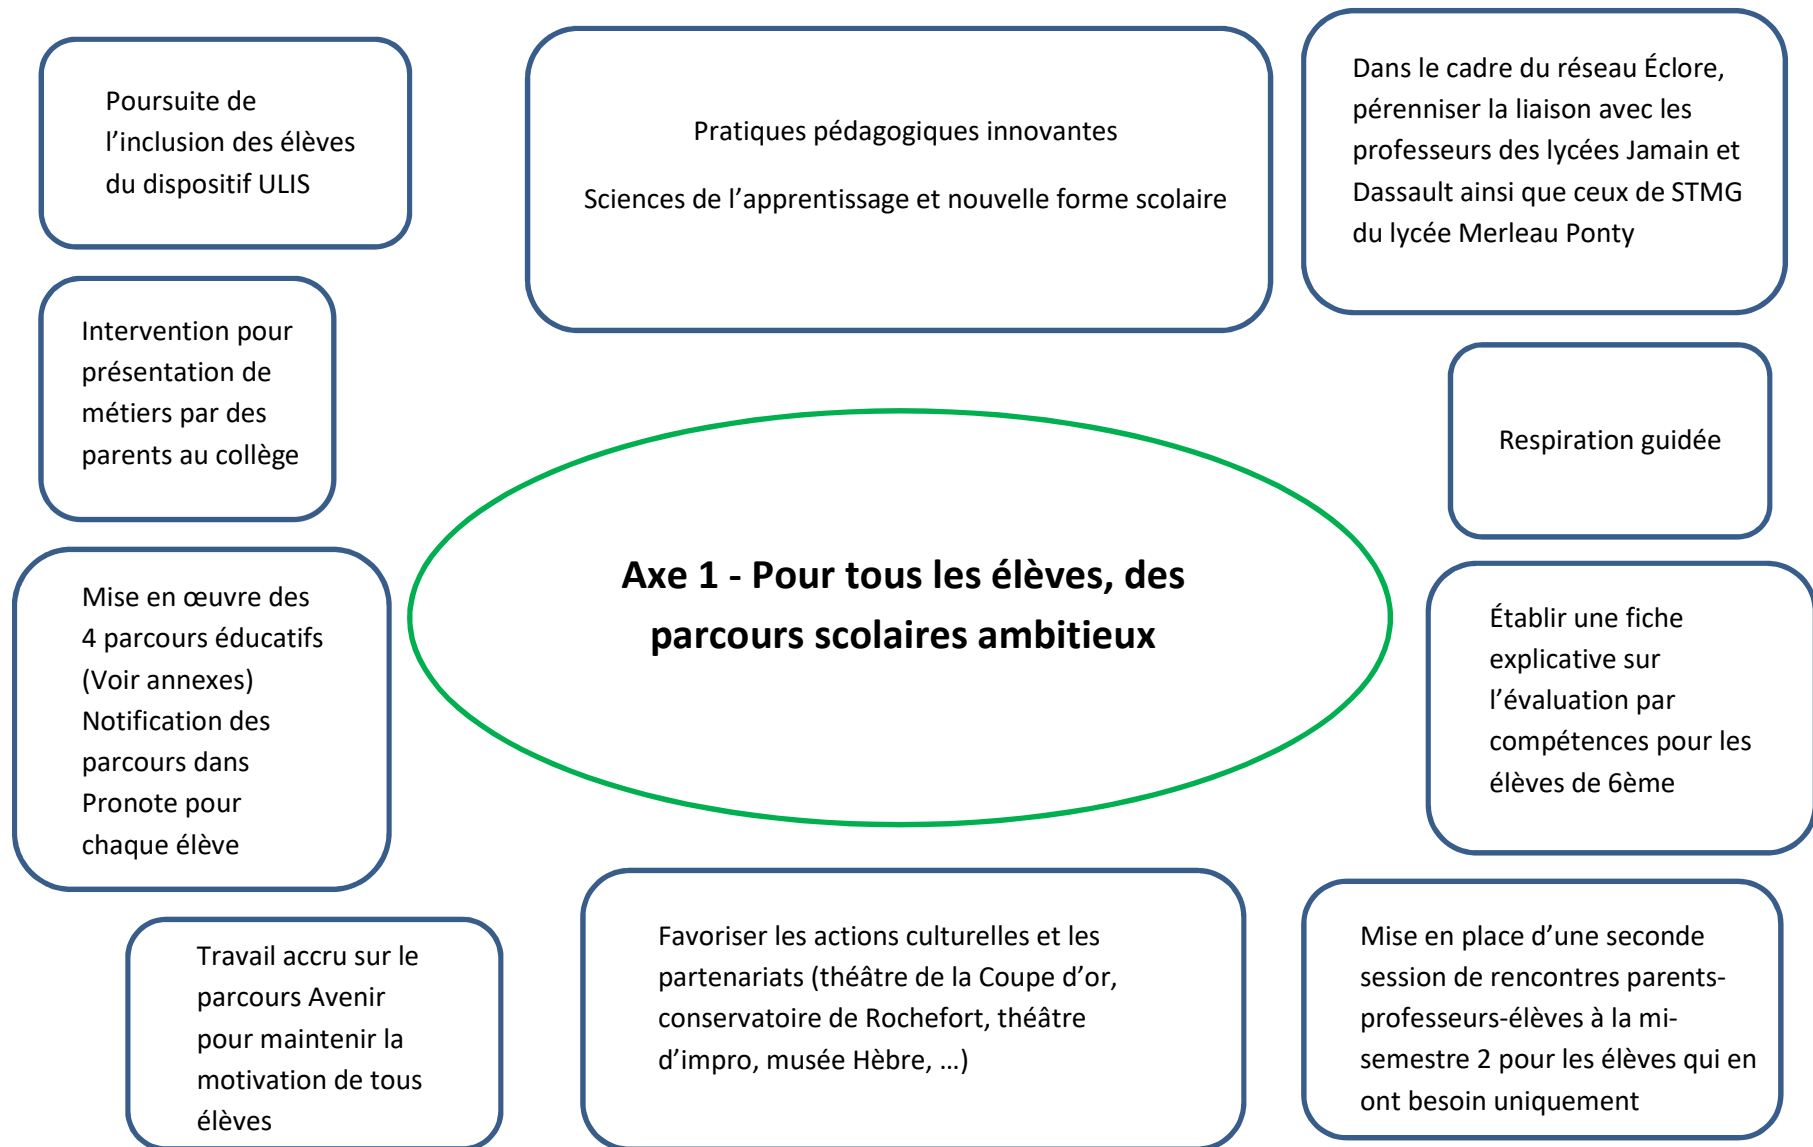 Poursuite de
l’inclusion des élèves
du dispositif ULIS
Pratiques pédagogiques innovantes
Sciences de l’apprentissage et nouvelle forme scolaire
Dans le cadre du réseau Éclore,
pérenniser la liaison avec les
professeurs des lycées Jamain et
Dassault ainsi que ceux de STMG
du lycée Merleau Ponty
Intervention pour
présentation de
métiers par des
parents au collège
Respiration guidée
Axe 1 - Pour tous les élèves, des
parcours scolaires ambitieux
Mise en œuvre des
4 parcours éducatifs
(Voir annexes)
Notification des
parcours dans
Pronote pour
chaque élève
Établir une fiche
explicative sur
l’évaluation par
compétences pour les
élèves de 6ème
Travail accru sur le
parcours Avenir
pour maintenir la
motivation de tous
élèves
Favoriser les actions culturelles et les
partenariats (théâtre de la Coupe d’or,
conservatoire de Rochefort, théâtre
d’impro, musée Hèbre, …)
Mise en place d’une seconde
session de rencontres parents-
professeurs-élèves à la mi-
semestre 2 pour les élèves qui en
ont besoin uniquement